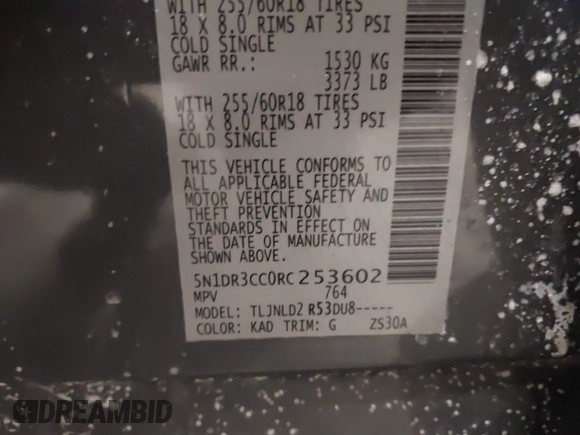 WITH 255/60R18 TIRES
18 X 8.0 RIMS AT 33 PSI
COLD SINGLE
GAWR RR.: 1530 KG
3373 LB
WITH 255/60R18 TIRES
18 X 8.0 RIMS AT 33 PSI
COLD SINGLE
THIS VEHICLE CONFORMS TO
ALL APPLICABLE FEDERAL
MOTOR VEHICLE SAFETY AND
THEFT PREVENTION
STANDARDS IN EFFECT ON
THE DATE OF MANUFACTURE
SHOWN ABOVE.
5N1DR3CC0RC253602
MPV 764
MODEL: TLJNLD2 R53DU8-----
COLOR: KAD TRIM: G ZS30A
DREAMBID